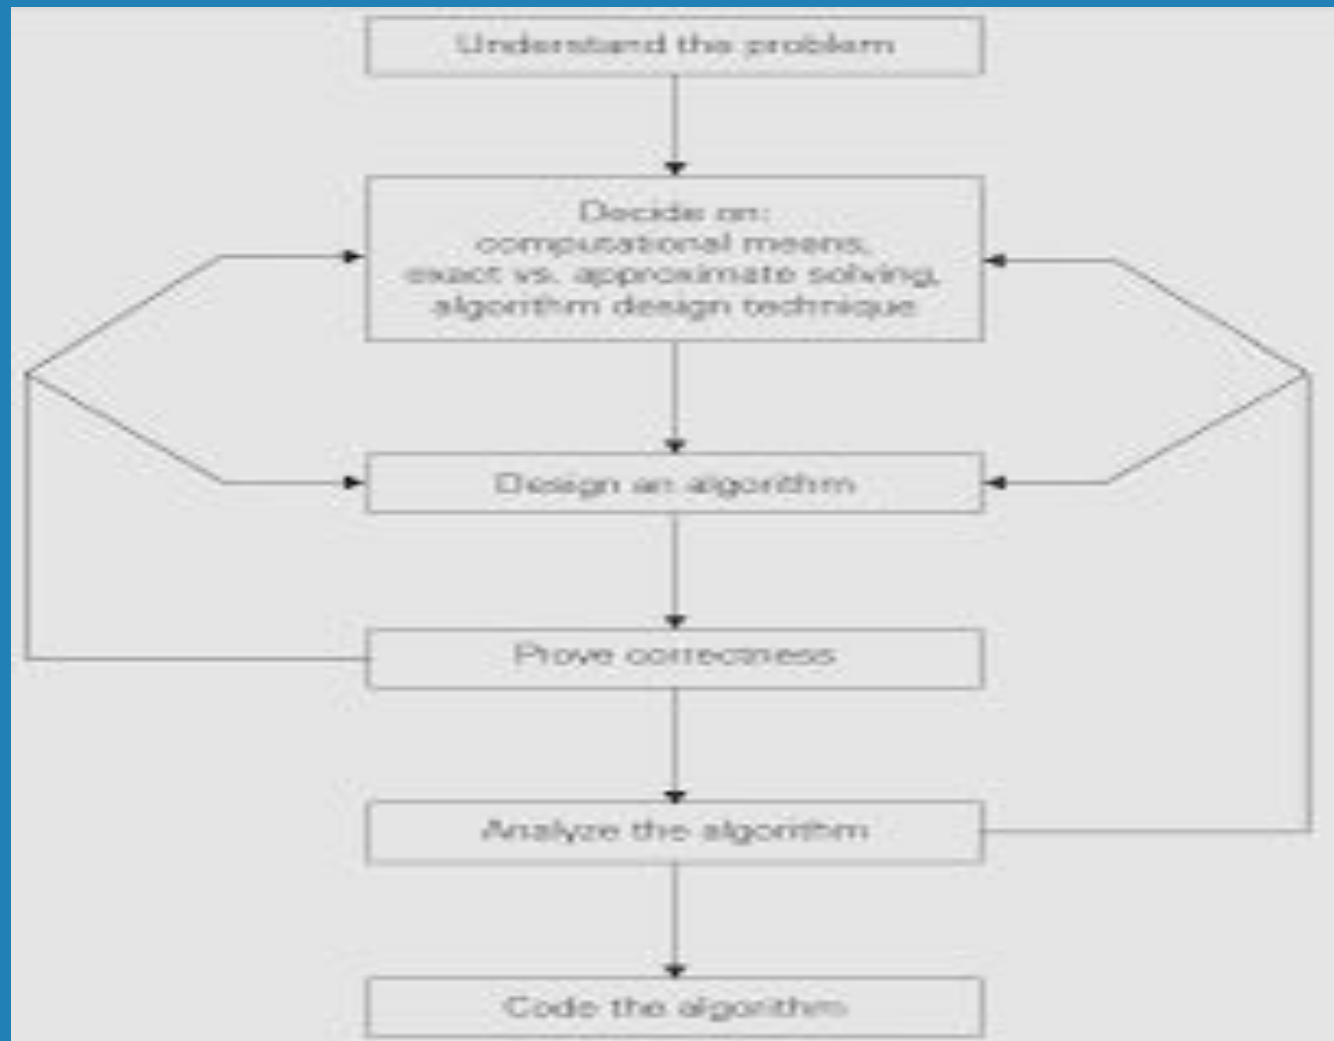 Understand the problem
Decide on:
computational means,
exact vs. approximate solving,
algorithm design technique
Design an algorithm
Prove correctness
Analyze the algorithm
Code the algorithm